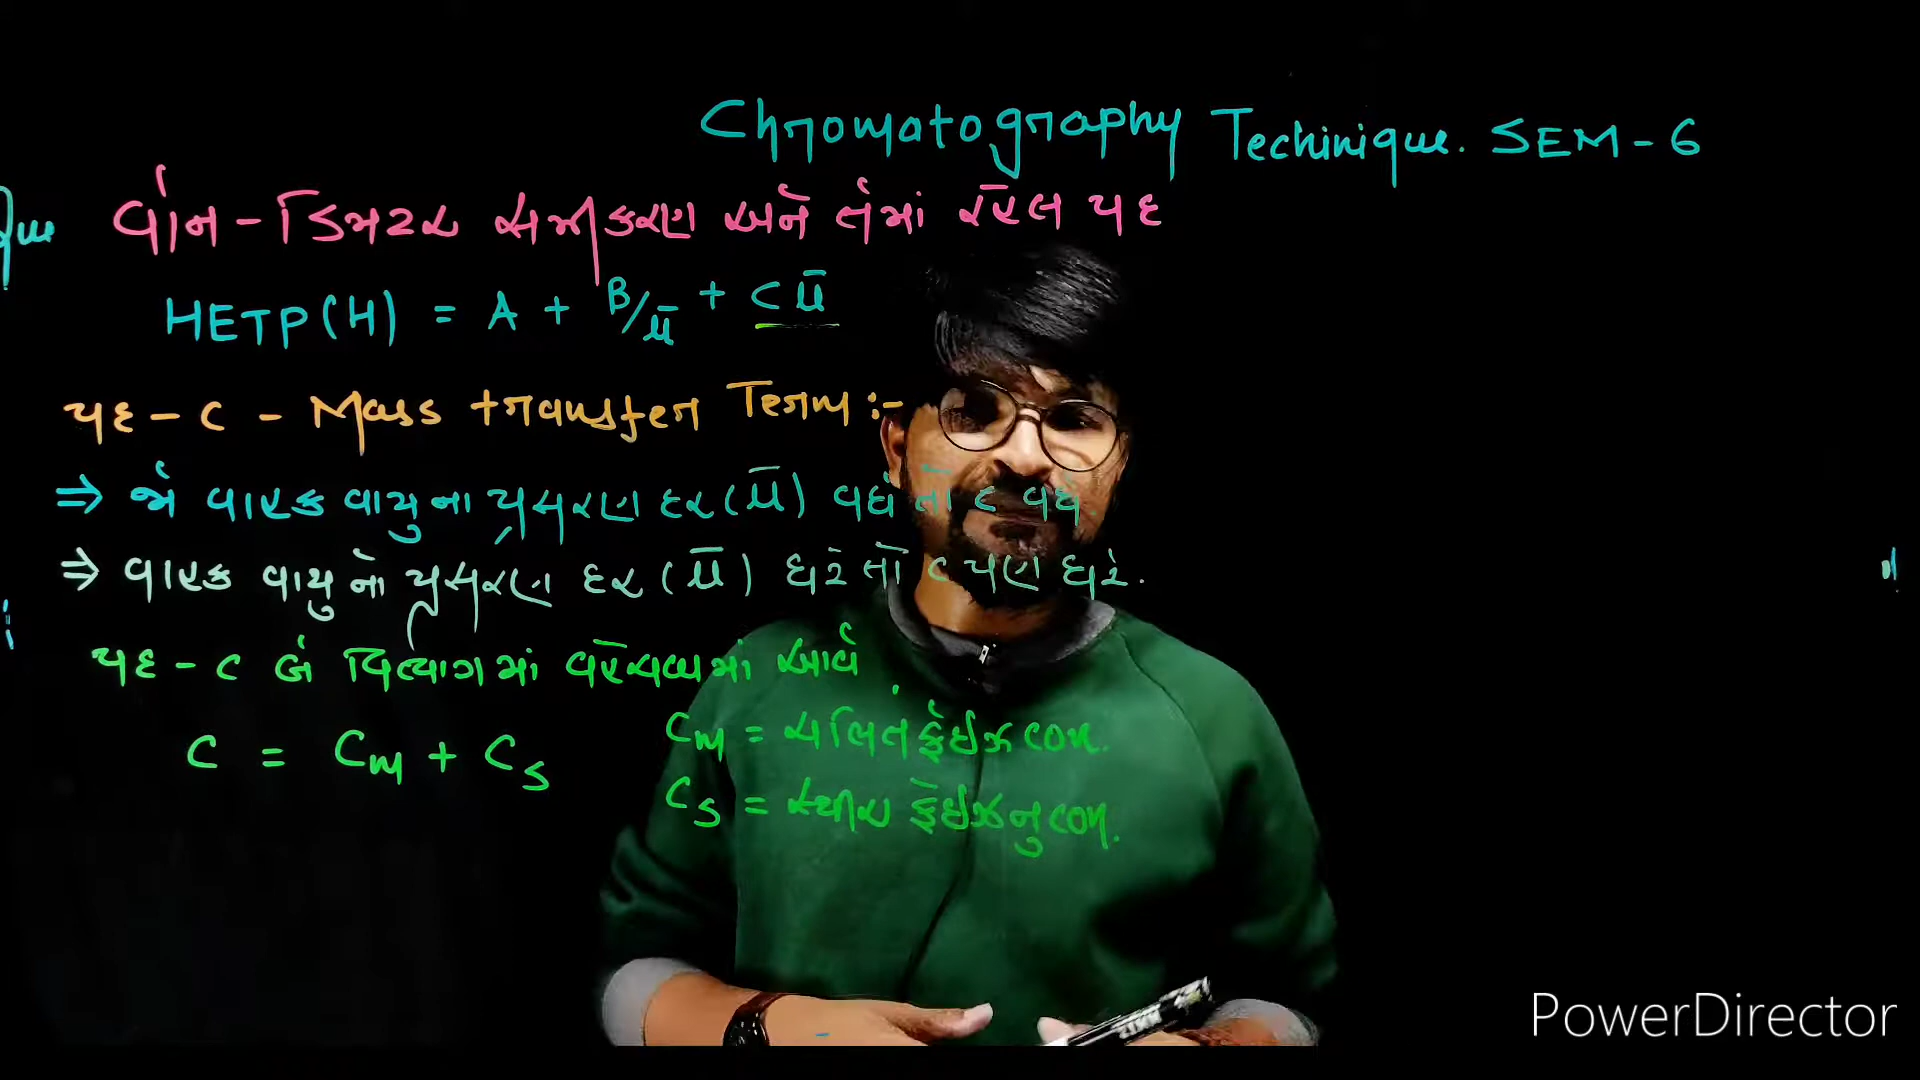 Chromatography Techinique. SEM-6
વાન-ડિમટર સમીકરણ અને તેમાં રહેલ પદ
HETP(H) = A + B/ū + Cū
પદ-C - Mass transfer Term :-
⇒ જો વાહક વાયુના પ્રસરણ દર (ū) વધે તો C વધે.
⇒ વાહક વાયુનો પ્રસરણ દર (ū) ઘટે તો C પણ ઘટે.
પદ-C બે વિભાગમાં વહેચવામાં આવે
C = Cm + Cs
Cm = ચલિત ફેઈઝ con.
Cs = સ્થીર ફેઈઝનુ con.
PowerDirector